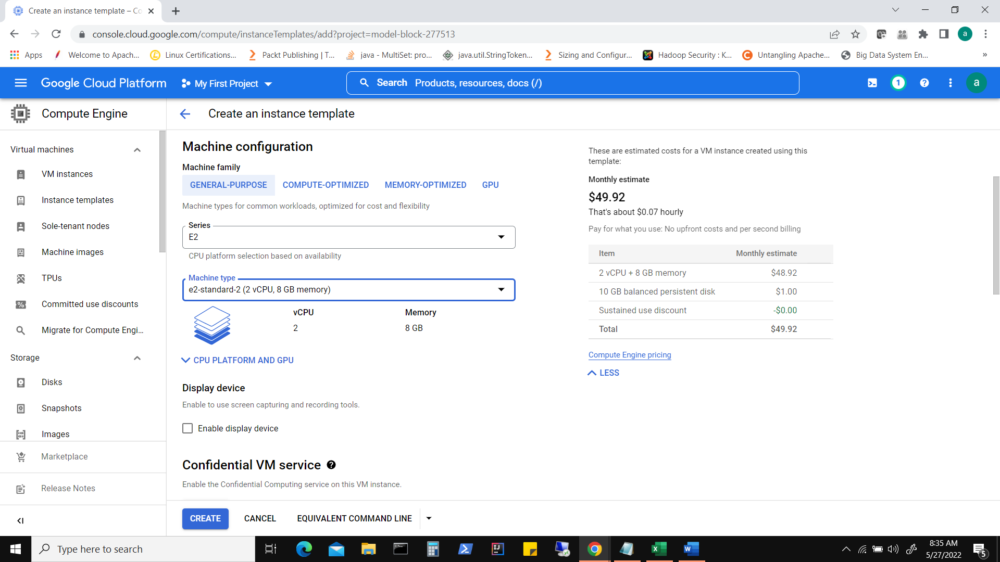 Create an instance template – Co
console.cloud.google.com/compute/instanceTemplates/add?project=model-block-277513
a
Apps
Welcome to Apach...
Linux Certifications...
Packt Publishing | T...
java - MultiSet: pro...
java.util.StringToken...
Sizing and Configur...
Hadoop Security : K...
Untangling Apache...
Big Data System En...
»
Google Cloud Platform
My First Project
Search Products, resources, docs (/)
1
a
Compute Engine
Create an instance template
Virtual machines
VM instances
Instance templates
Sole-tenant nodes
Machine images
TPUs
Committed use discounts
Migrate for Compute Engi...
Storage
Disks
Snapshots
Images
Marketplace
Release Notes
Machine configuration
Machine family
GENERAL-PURPOSE
COMPUTE-OPTIMIZED
MEMORY-OPTIMIZED
GPU
Machine types for common workloads, optimized for cost and flexibility
Series
E2
CPU platform selection based on availability
Machine type
e2-standard-2 (2 vCPU, 8 GB memory)
vCPU
Memory
2
8 GB
CPU PLATFORM AND GPU
Display device
Enable to use screen capturing and recording tools.
Enable display device
Confidential VM service
Enable the Confidential Computing service on this VM instance.
CREATE
CANCEL
EQUIVALENT COMMAND LINE
These are estimated costs for a VM instance created using this
template:
Monthly estimate
$49.92
That's about $0.07 hourly
Pay for what you use: No upfront costs and per second billing
Item
Monthly estimate
2 vCPU + 8 GB memory
$48.92
10 GB balanced persistent disk
$1.00
Sustained use discount
-$0.00
Total
$49.92
Compute Engine pricing
LESS
Type here to search
8:35 AM
5/27/2022
5